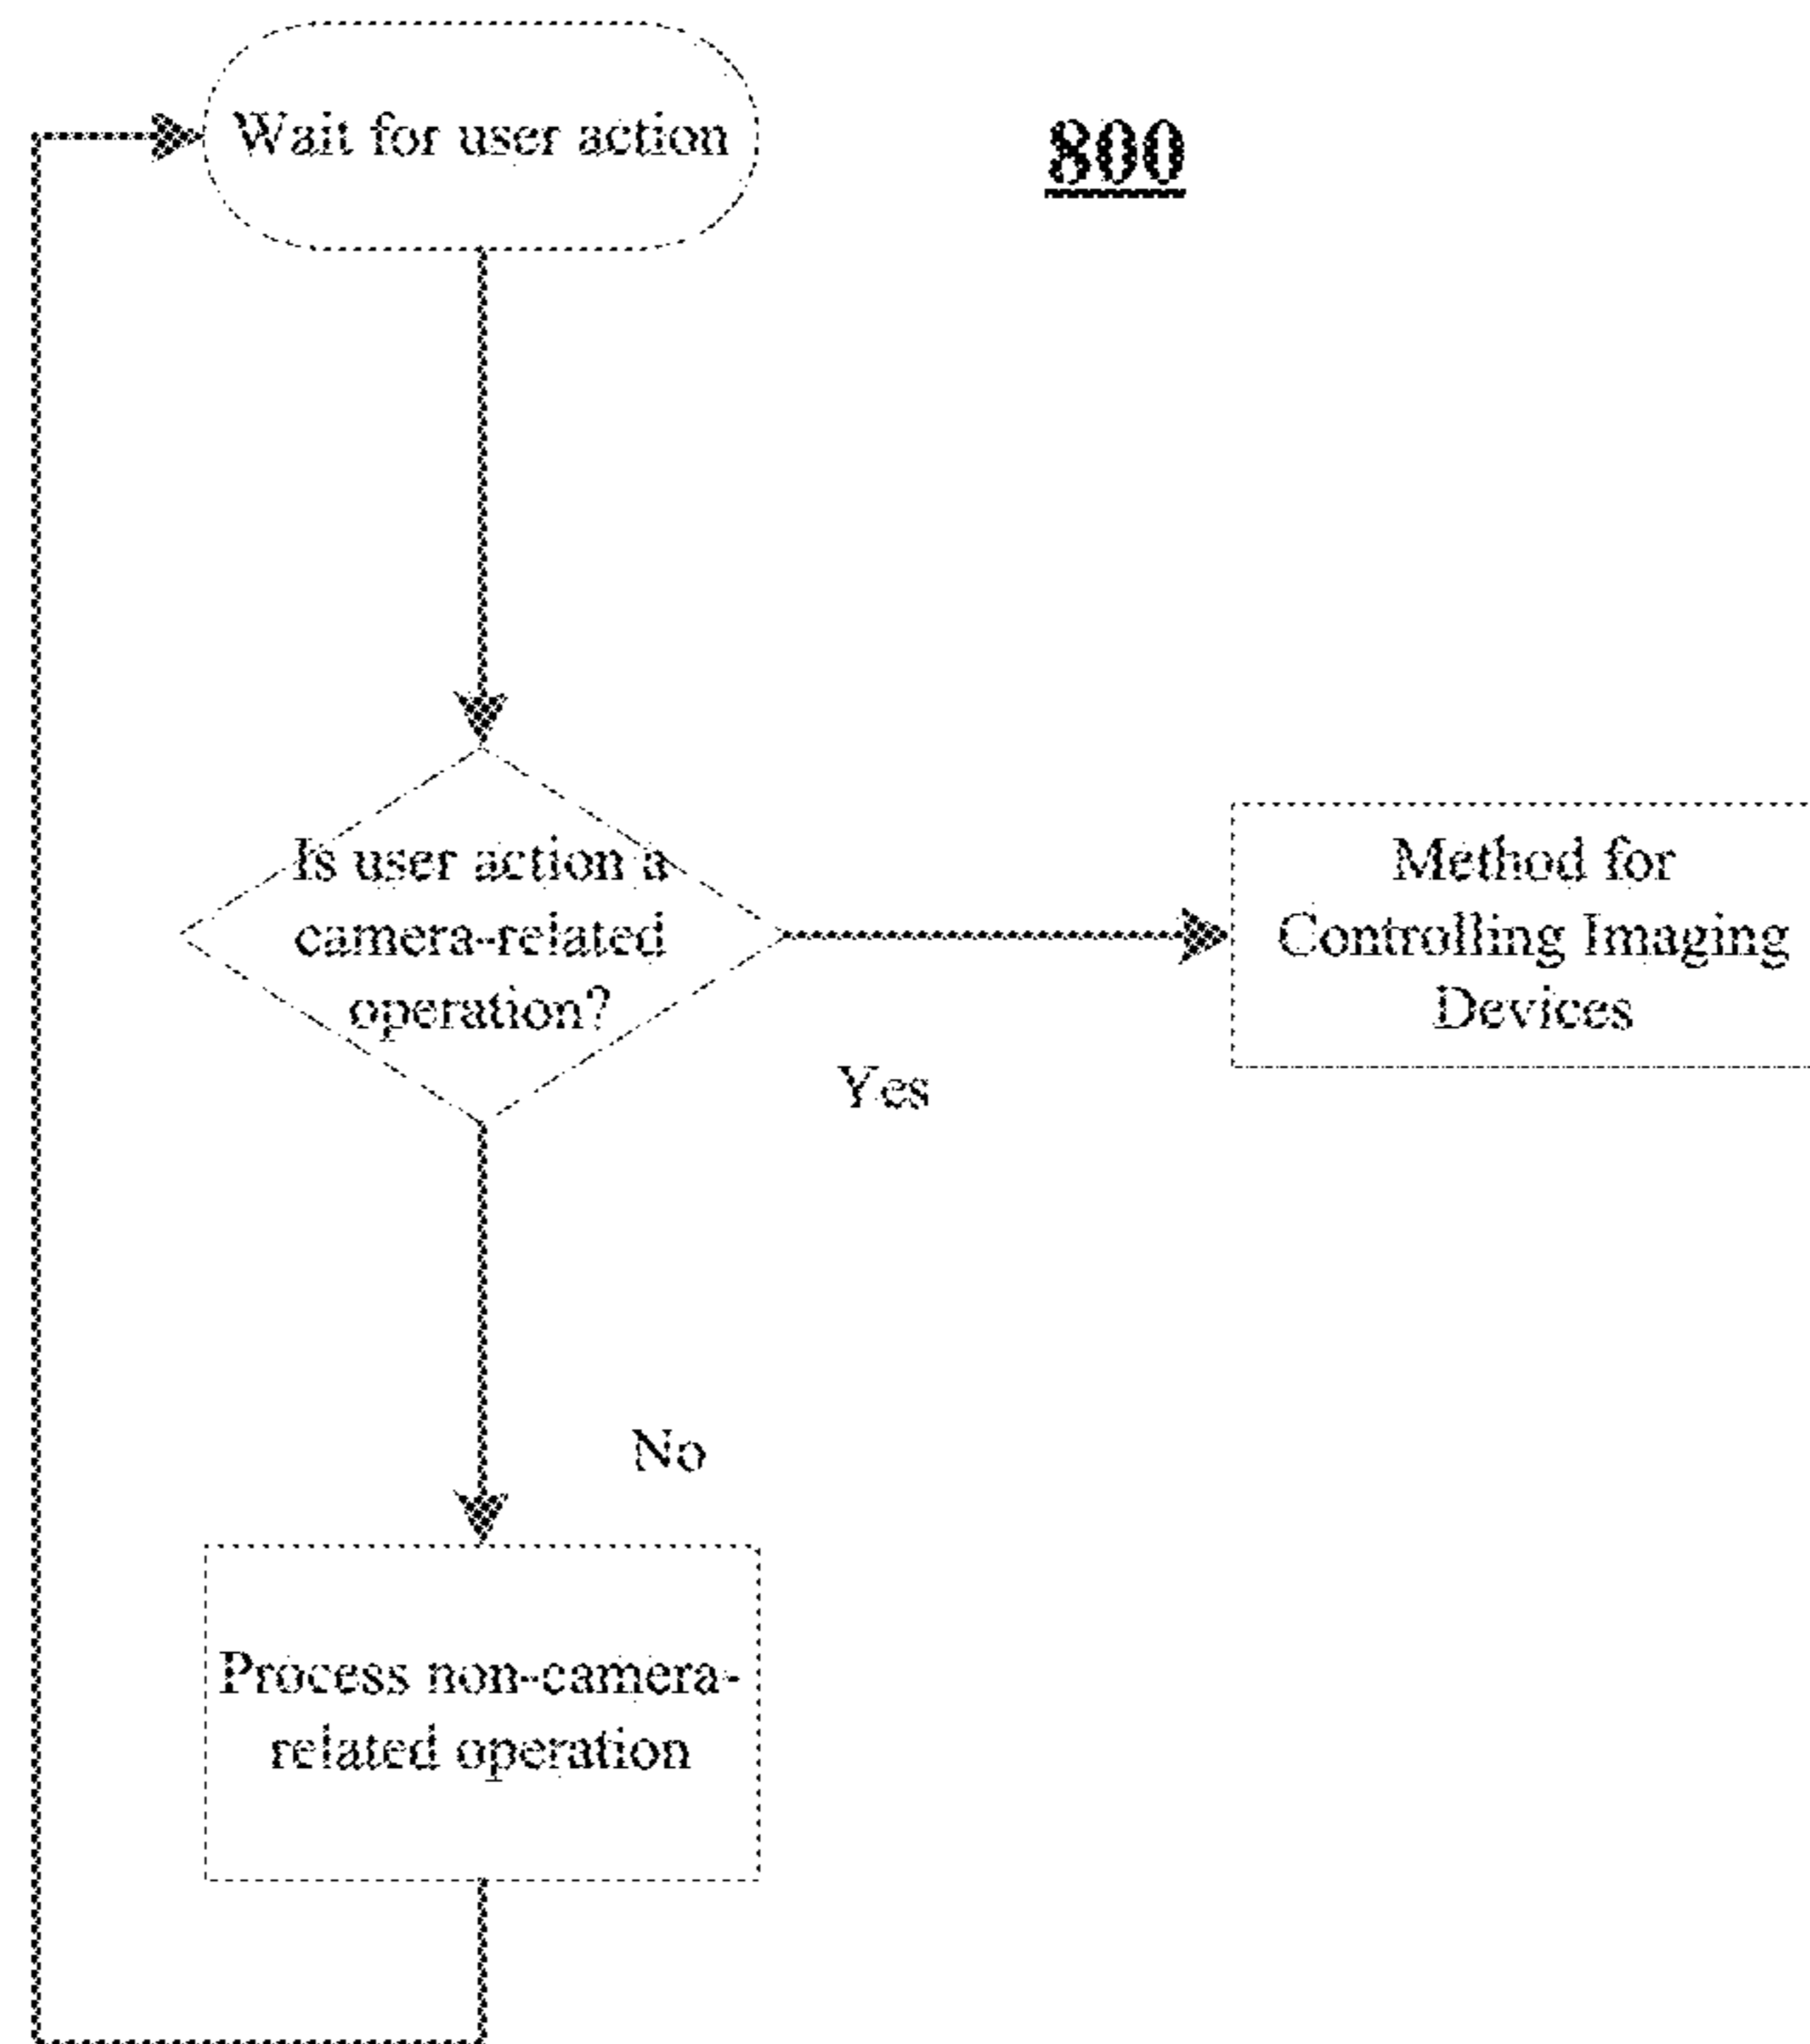 Wait for user action
800
Is user action a
camera-related
operation?
Method for
Controlling Imaging
Devices
Yes
No
Process non-camera-
related operation